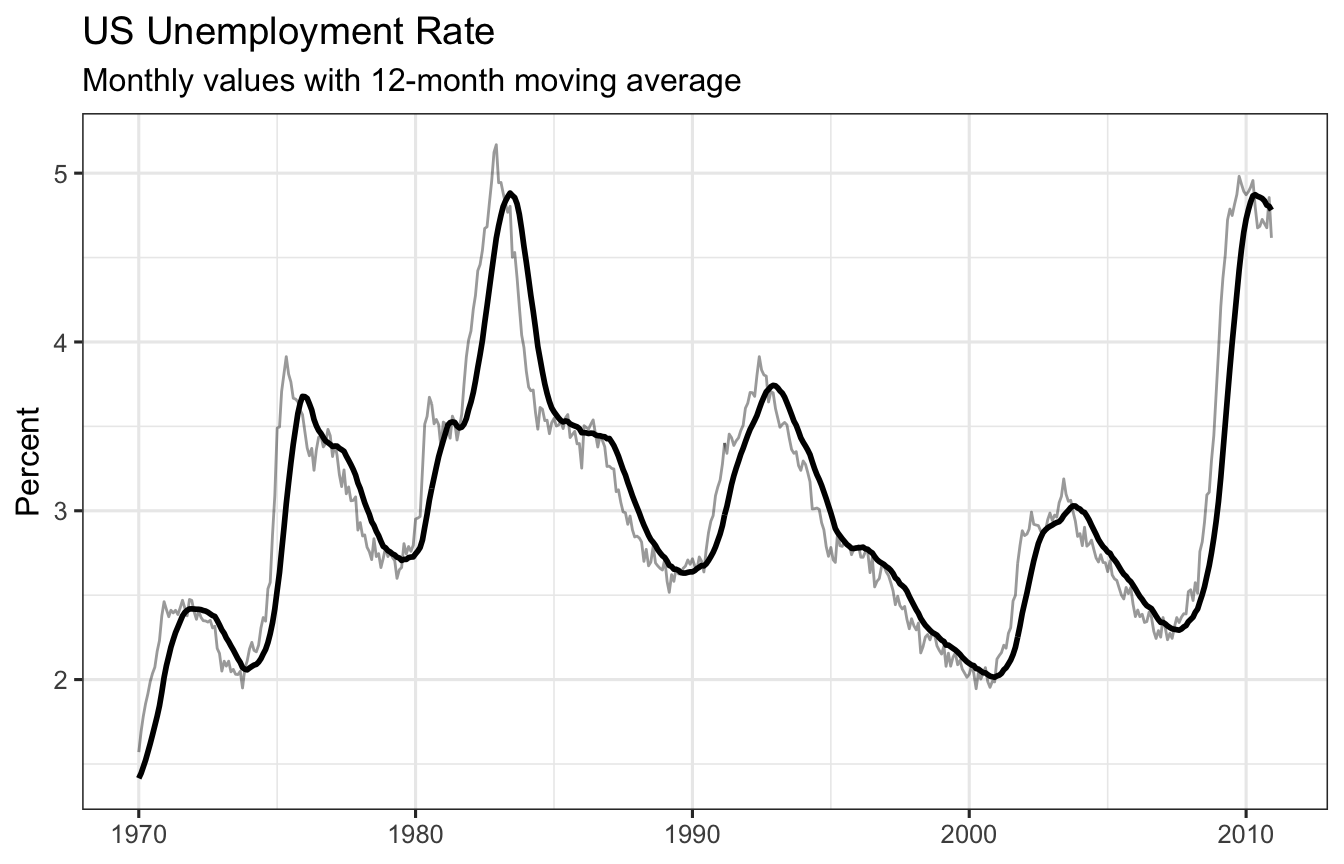 US Unemployment Rate
Monthly values with 12-month moving average
Percent
5
4
3
2
1970 1980 1990 2000 2010